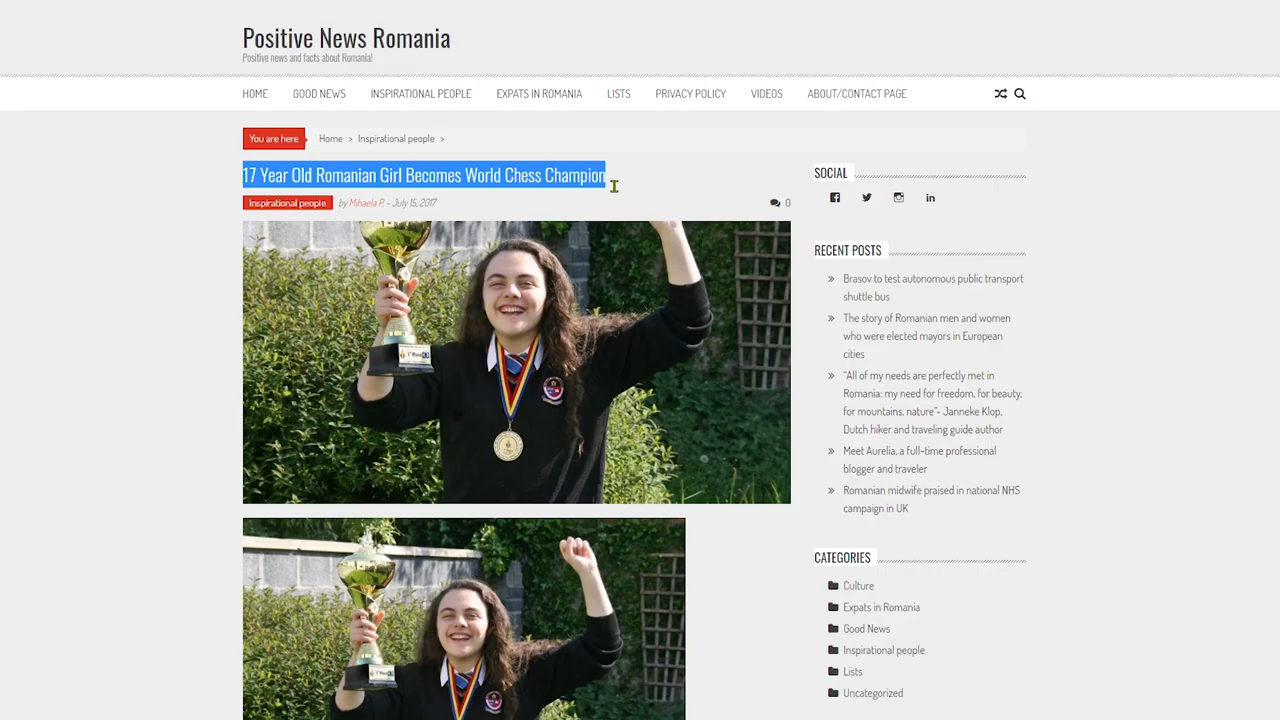 Positive News Romania
Positive news and facts about Romania!
HOME GOOD NEWS INSPIRATIONAL PEOPLE EXPATS IN ROMANIA LISTS PRIVACY POLICY VIDEOS ABOUT/CONTACT PAGE
You are here Home > Inspirational people >
17 Year Old Romanian Girl Becomes World Chess Champion
Inspirational people by Mihaela P. - July 15, 2017 0
SOCIAL
RECENT POSTS
Brasov to test autonomous public transport
shuttle bus
The story of Romanian men and women
who were elected mayors in European
cities
“All of my needs are perfectly met in
Romania: my need for freedom, for beauty,
for mountains, nature”- Janneke Klop,
Dutch hiker and traveling guide author
Meet Aurelia, a full-time professional
blogger and traveler
Romanian midwife praised in national NHS
campaign in UK
CATEGORIES
Culture
Expats in Romania
Good News
Inspirational people
Lists
Uncategorized